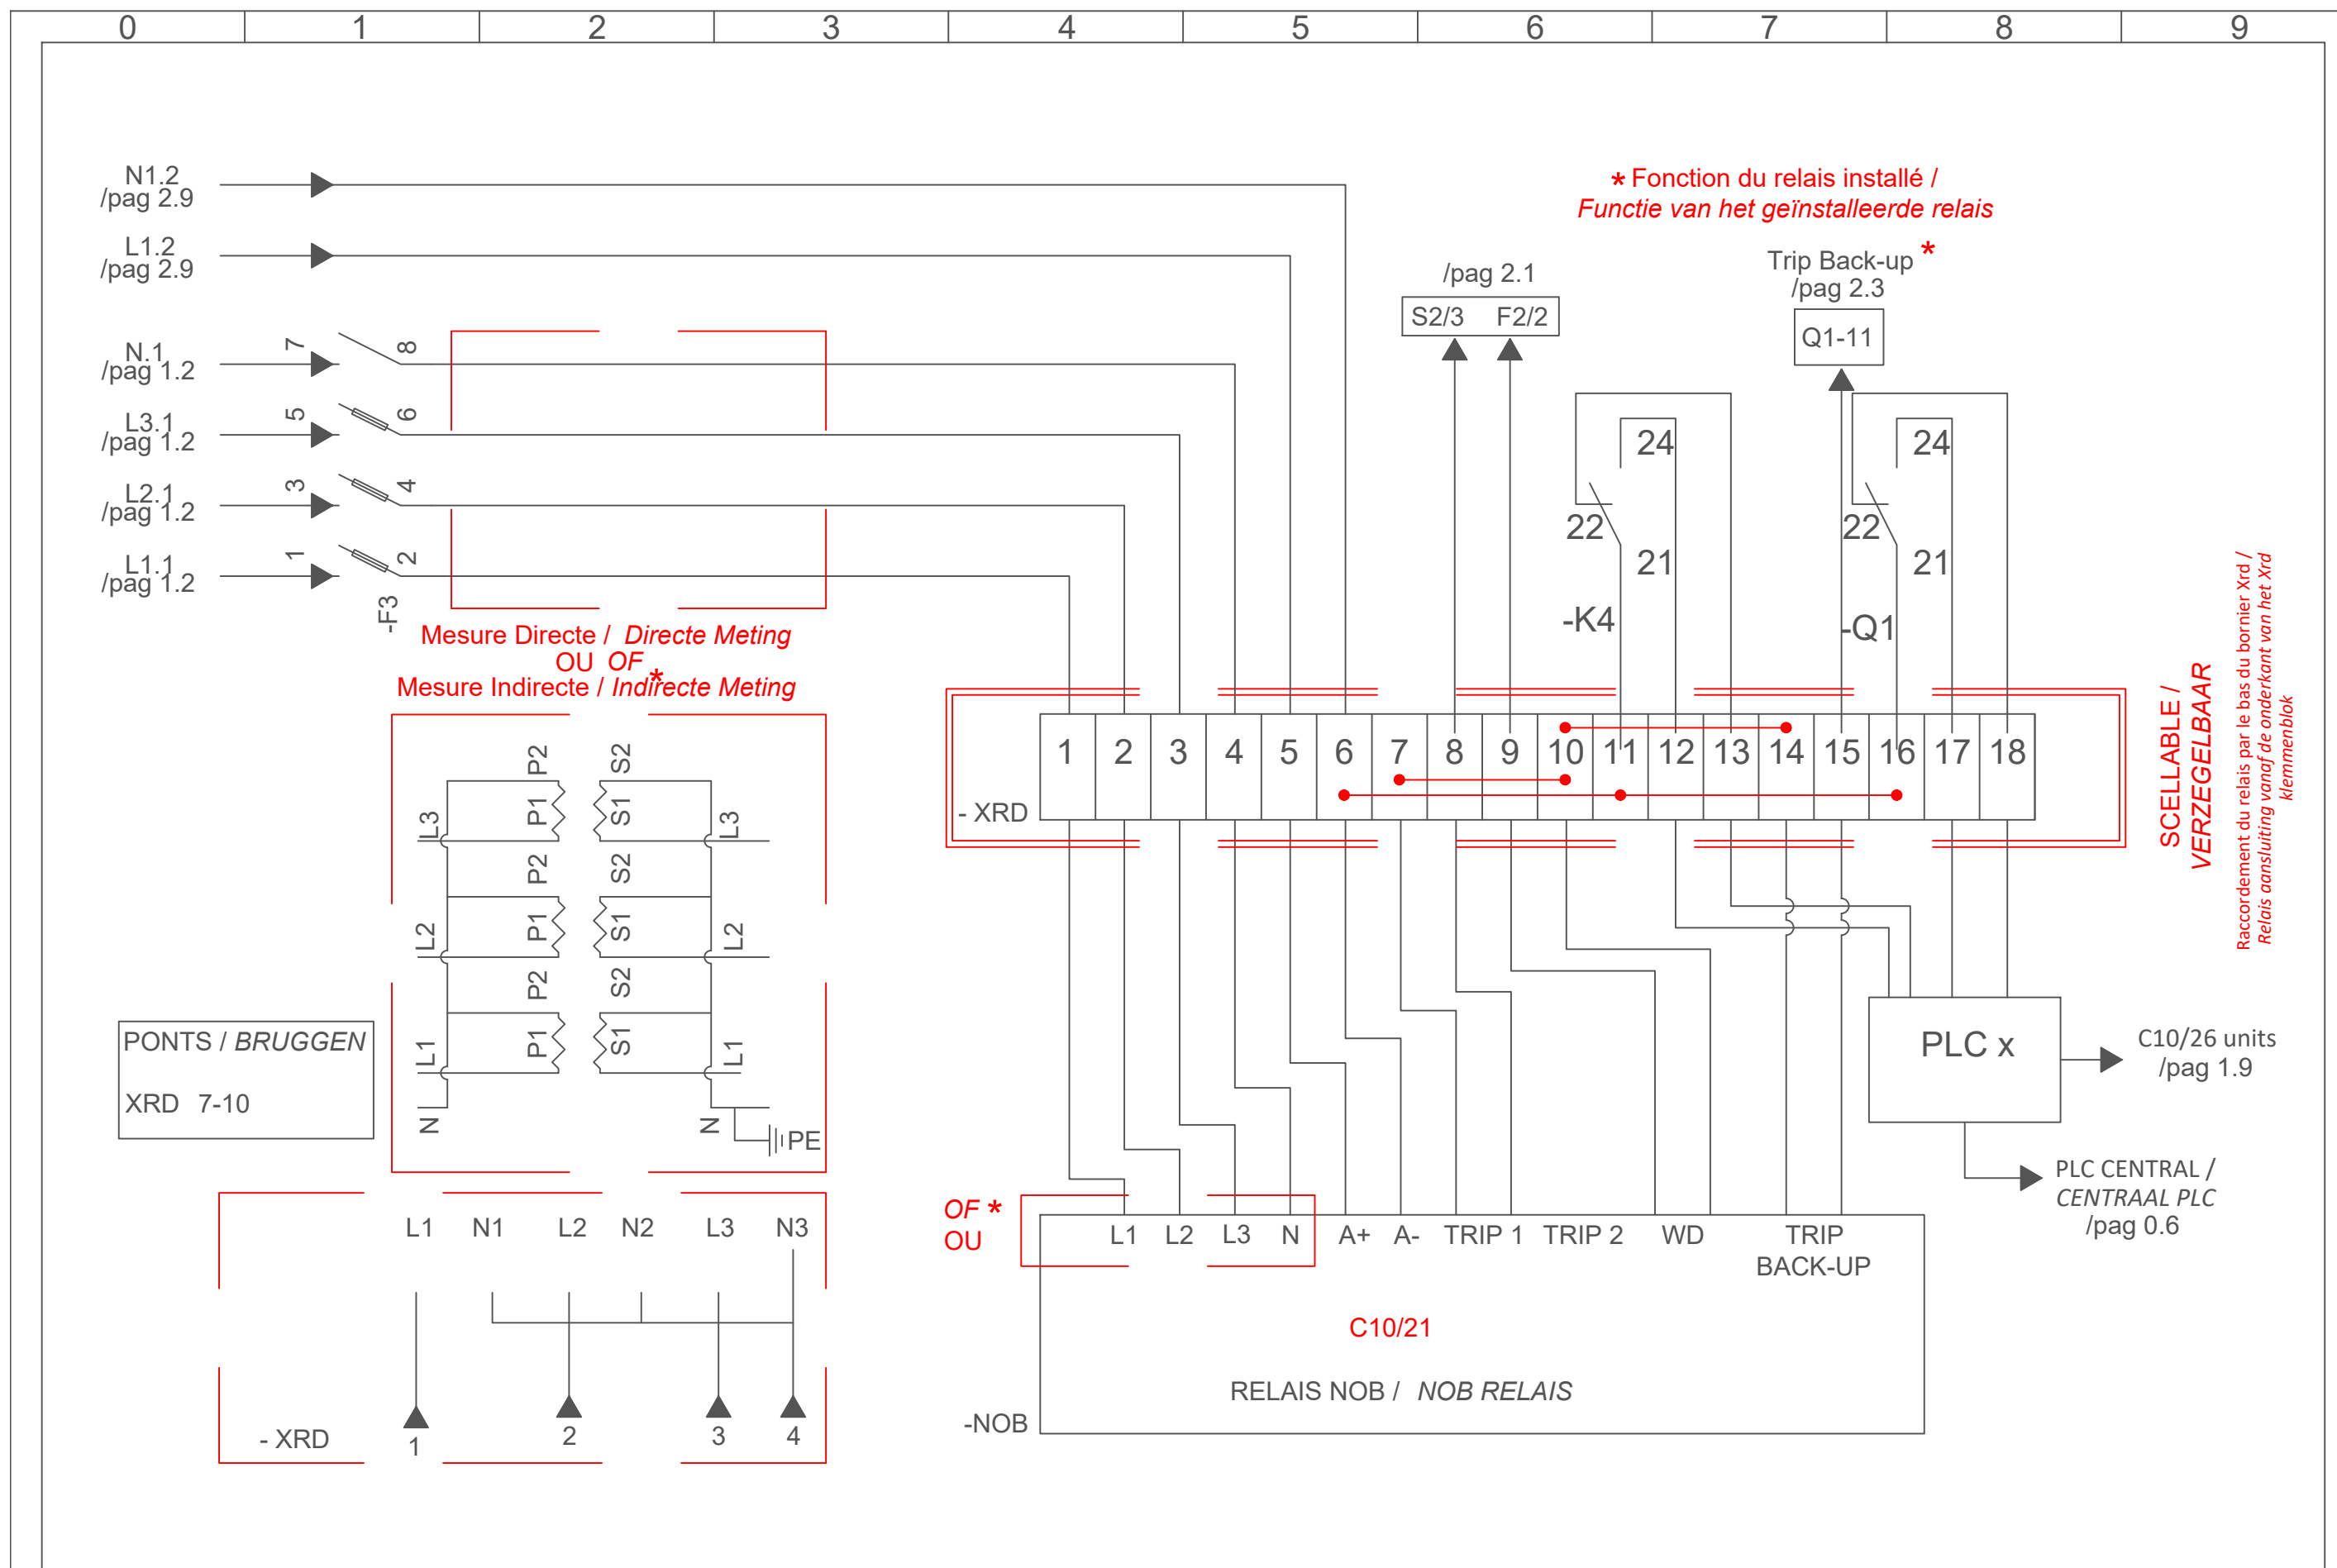 0 1 2 3 4 5 6 7 8 9
N1.2
/pag 2.9
L1.2
/pag 2.9
N.1
/pag 1.2
7 8
L3.1
/pag 1.2
5 6
L2.1
/pag 1.2
3 4
L1.1
/pag 1.2
1 2
-F3
Mesure Directe / Directe Meting
OU OF
Mesure Indirecte / Indirecte Meting
*
* Fonction du relais installé /
Functie van het geïnstalleerde relais
/pag 2.1
S2/3 F2/2
Trip Back-up *
/pag 2.3
Q1-11
24
22
21
-K4
24
22
21
-Q1
1 2 3 4 5 6 7 8 9 10 11 12 13 14 15 16 17 18
- XRD
SCELLABLE /
VERZEGELBAAR
Raccordement du relais par le bas du bornier Xrd /
Relais aansluiting vanaf de onderkant van het Xrd
klemmenblok
P2 S2
L3 P1 S1 L3
P2 S2
L2 P1 S1 L2
P2 S2
L1 P1 S1 L1
N N
PE
PONTS / BRUGGEN
XRD 7-10
L1 N1 L2 N2 L3 N3
- XRD
1 2 3 4
PLC x
C10/26 units
/pag 1.9
PLC CENTRAL /
CENTRAAL PLC
/pag 0.6
OF *
OU
L1 L2 L3 N A+ A- TRIP 1 TRIP 2 WD TRIP
BACK-UP
C10/21
RELAIS NOB / NOB RELAIS
-NOB